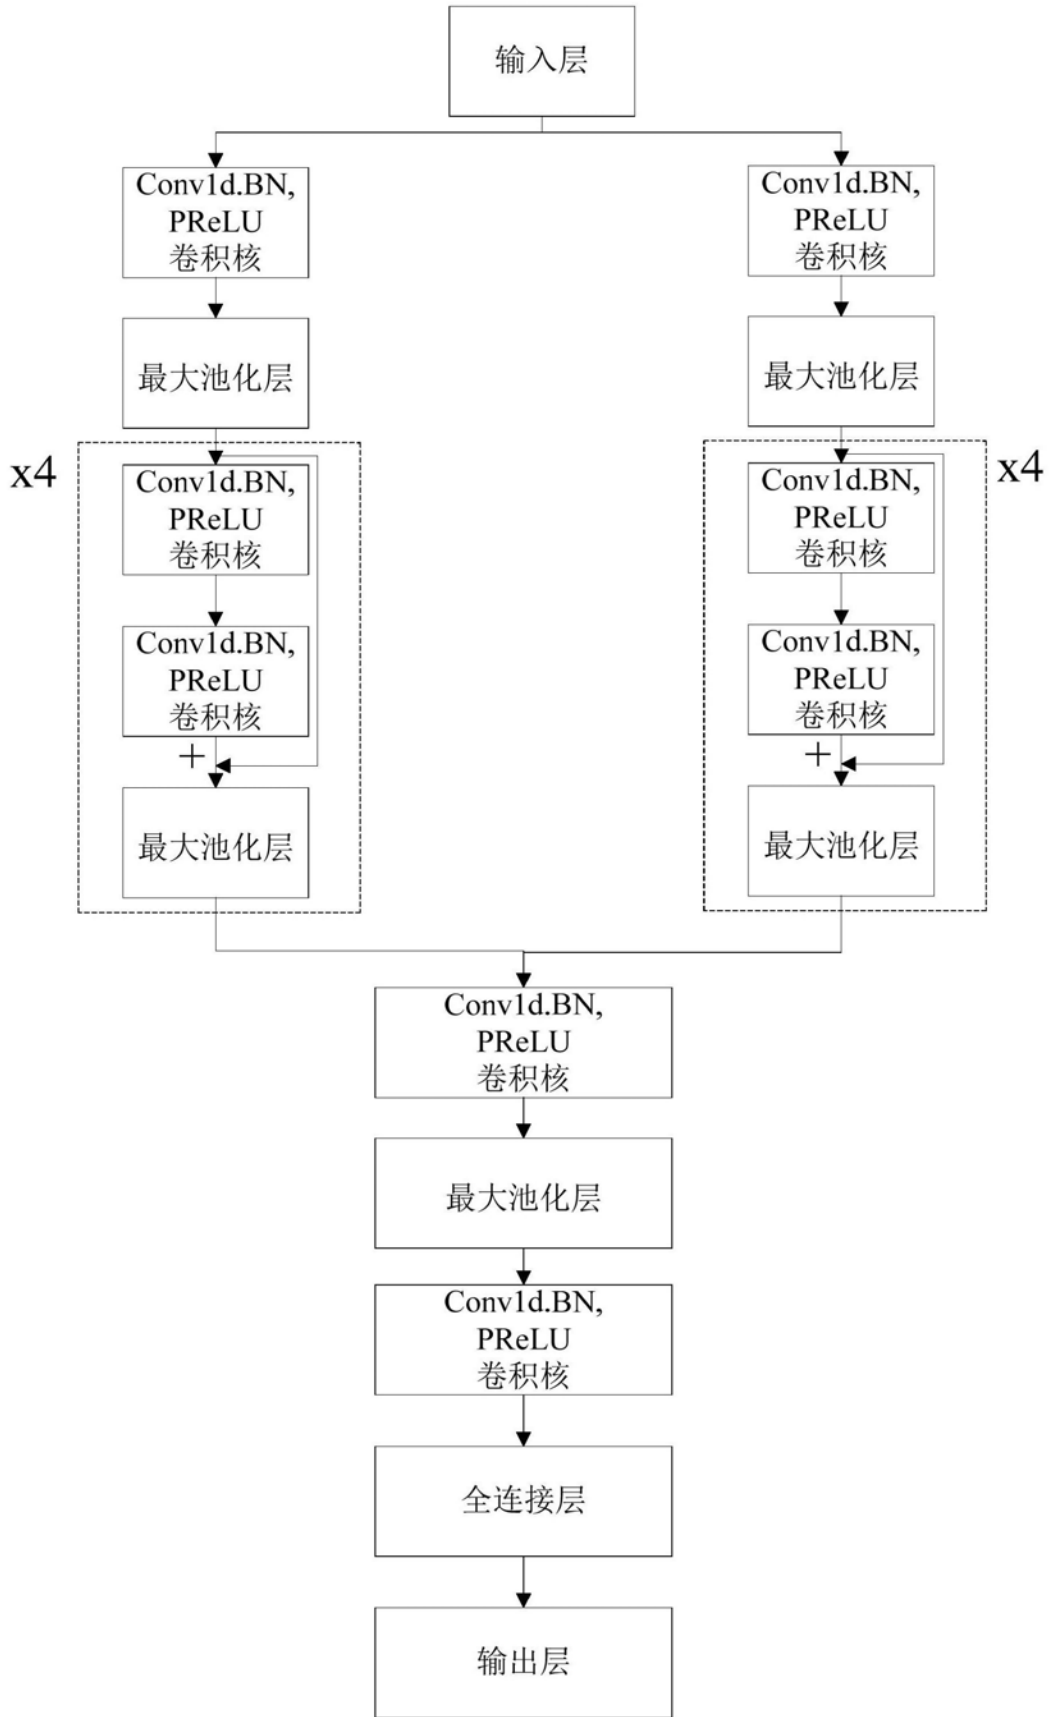 输入层
Conv1d.BN,
PReLU
卷积核
Conv1d.BN,
PReLU
卷积核
最大池化层
最大池化层
x4
Conv1d.BN,
PReLU
卷积核
Conv1d.BN,
PReLU
卷积核
+
最大池化层
x4
Conv1d.BN,
PReLU
卷积核
Conv1d.BN,
PReLU
卷积核
+
最大池化层
Conv1d.BN,
PReLU
卷积核
最大池化层
Conv1d.BN,
PReLU
卷积核
全连接层
输出层